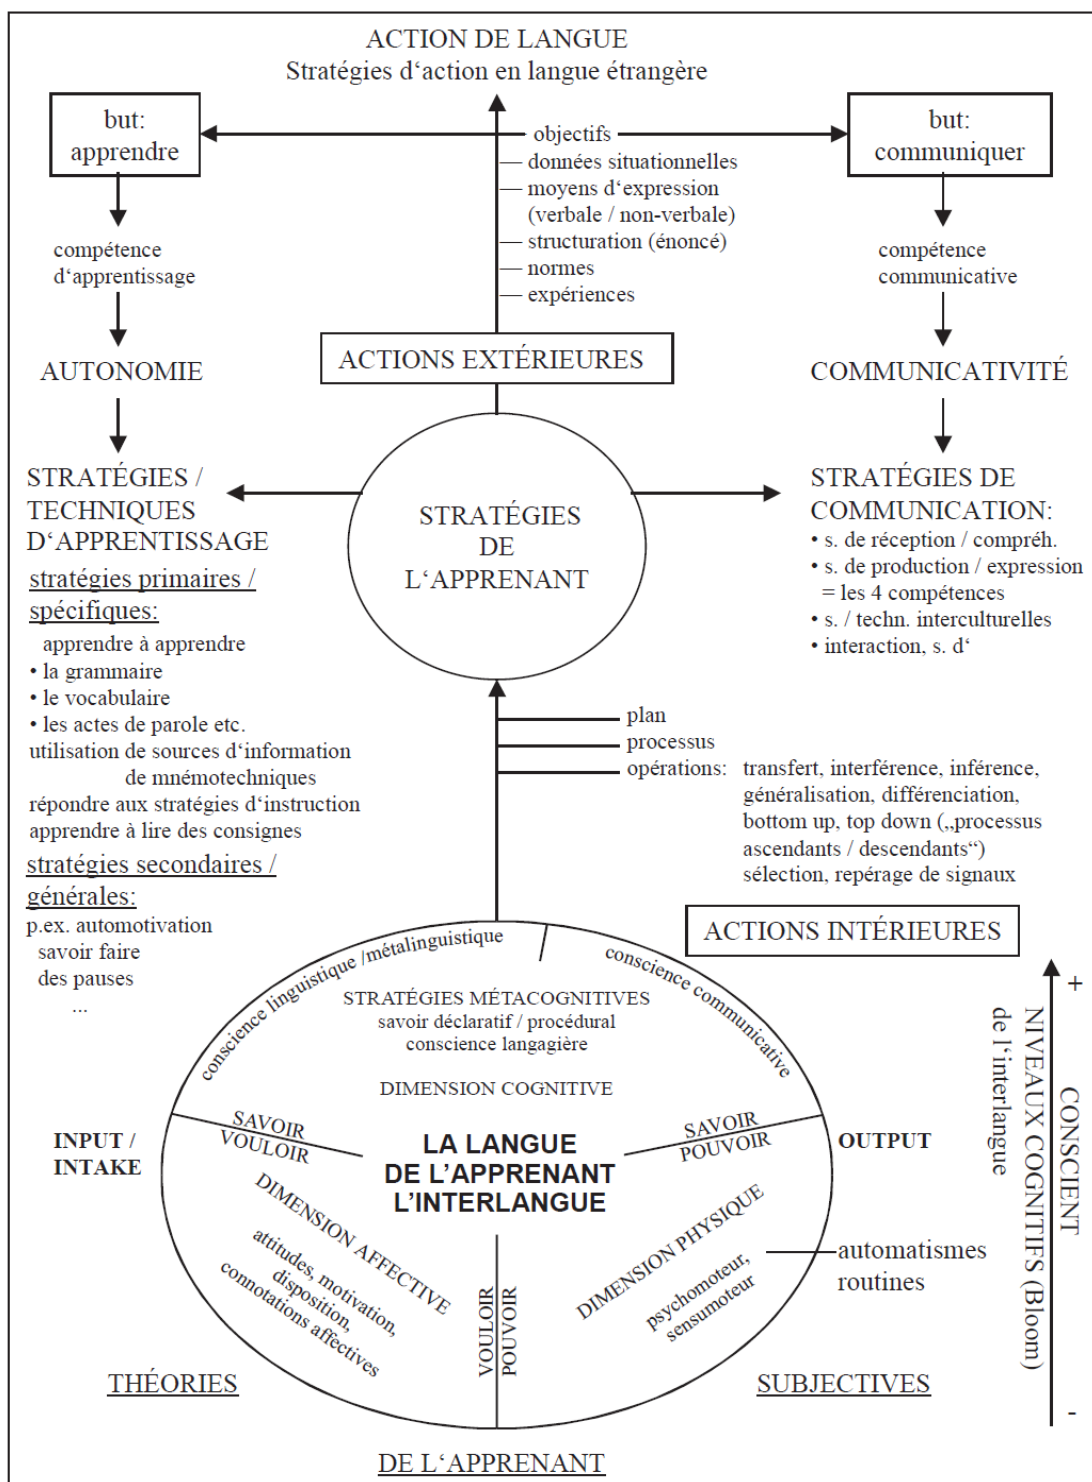 ACTION DE LANGUE
Stratégies d‘action en langue étrangère
but:
apprendre
objectifs
but:
communiquer
— données situationnelles
— moyens d‘expression
(verbale / non-verbale)
— structuration (énoncé)
— normes
— expériences
compétence
d‘apprentissage
compétence
communicative
ACTIONS EXTÉRIEURES
AUTONOMIE
COMMUNICATIVITÉ
STRATÉGIES /
TECHNIQUES
D‘APPRENTISSAGE
STRATÉGIES
DE
L‘APPRENANT
STRATÉGIES DE
COMMUNICATION:
• s. de réception / compréh.
• s. de production / expression
= les 4 compétences
• s. / techn. interculturelles
• interaction, s. d‘
stratégies primaires /
spécifiques:
apprendre à apprendre
• la grammaire
• le vocabulaire
• les actes de parole etc.
utilisation de sources d‘information
de mnémotechniques
répondre aux stratégies d‘instruction
apprendre à lire des consignes
stratégies secondaires /
générales:
p.ex. automotivation
savoir faire
des pauses
...
plan
processus
opérations: transfert, interférence, inférence,
généralisation, différenciation,
bottom up, top down („processus
ascendants / descendants“)
sélection, repérage de signaux
ACTIONS INTÉRIEURES
conscience linguistique /métalinguistique
conscience communicative
STRATÉGIES MÉTACOGNITIVES
savoir déclaratif / procédural
conscience langagière
DIMENSION COGNITIVE
SAVOIR
VOULOIR
SAVOIR
POUVOIR
INPUT /
INTAKE
LA LANGUE
DE L’APPRENANT
L’INTERLANGUE
OUTPUT
DIMENSION AFFECTIVE
attitudes, motivation,
disposition,
connotations affectives
VOULOIR
POUVOIR
DIMENSION PHYSIQUE
psychomoteur,
sensumoteur
automatismes
routines
+
CONSCIENT
NIVEAUX COGNITIFS (Bloom)
de l‘interlangue
-
THÉORIES
SUBJECTIVES
DE L‘APPRENANT